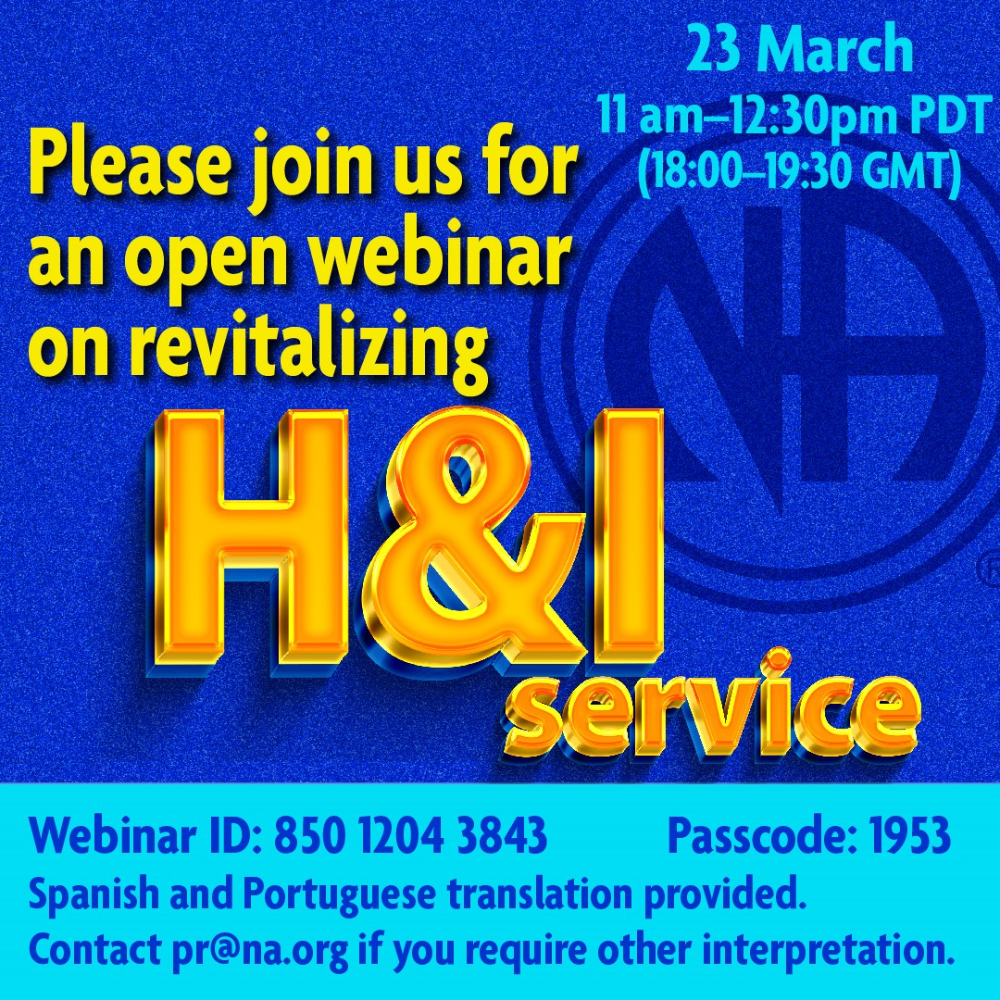 23 March
11 am–12:30pm PDT
(18:00–19:30 GMT)
Please join us for
an open webinar
on revitalizing
H&I
service
NA
®
Webinar ID: 850 1204 3843 Passcode: 1953
Spanish and Portuguese translation provided.
Contact pr@na.org if you require other interpretation.